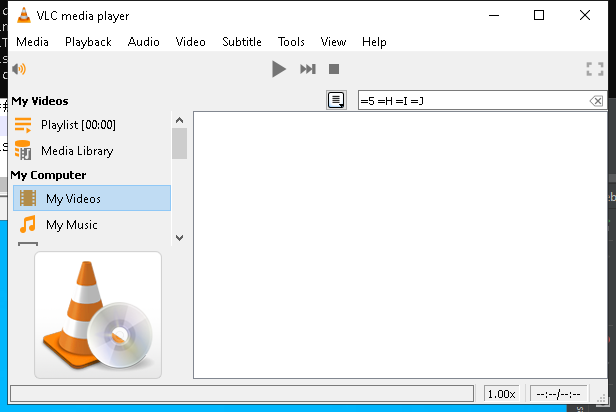 VLC media player
Media Playback Audio Video Subtitle Tools View Help
My Videos
=5 =H =I =J
Playlist [00:00]
Media Library
My Computer
My Videos
My Music
1.00x
--:--/--:--